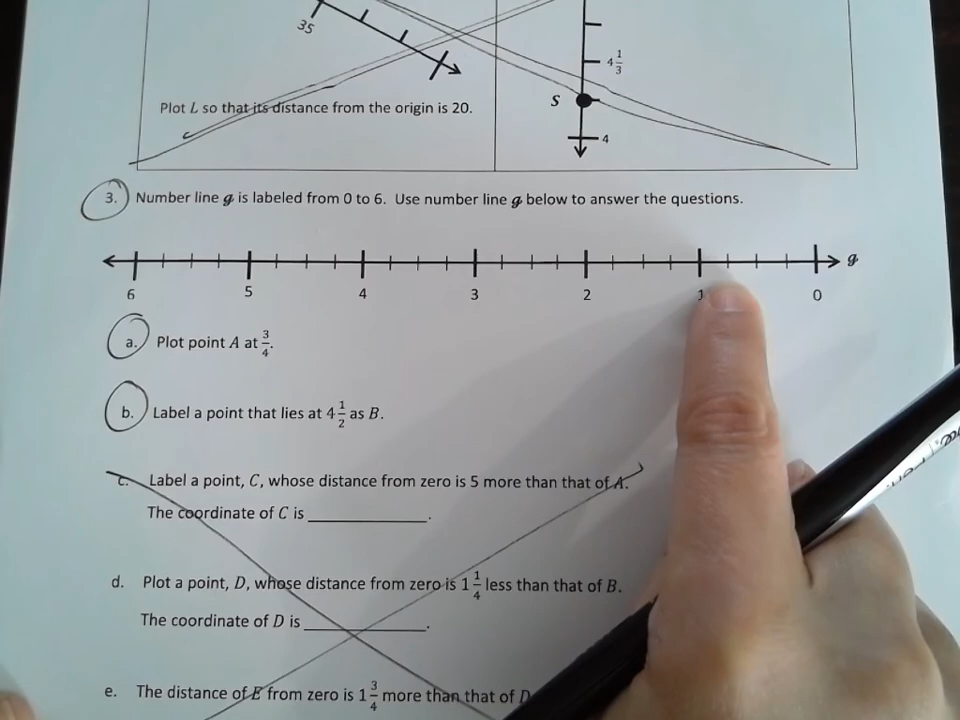 35
4 1/3
Plot L so that its distance from the origin is 20.
S
4
3. Number line g is labeled from 0 to 6. Use number line g below to answer the questions.
g
6 5 4 3 2 1 0
a. Plot point A at 3/4.
b. Label a point that lies at 4 1/2 as B.
c. Label a point, C, whose distance from zero is 5 more than that of A.
The coordinate of C is ____________.
d. Plot a point, D, whose distance from zero is 1 1/4 less than that of B.
The coordinate of D is ____________.
e. The distance of E from zero is 1 3/4 more than that of D